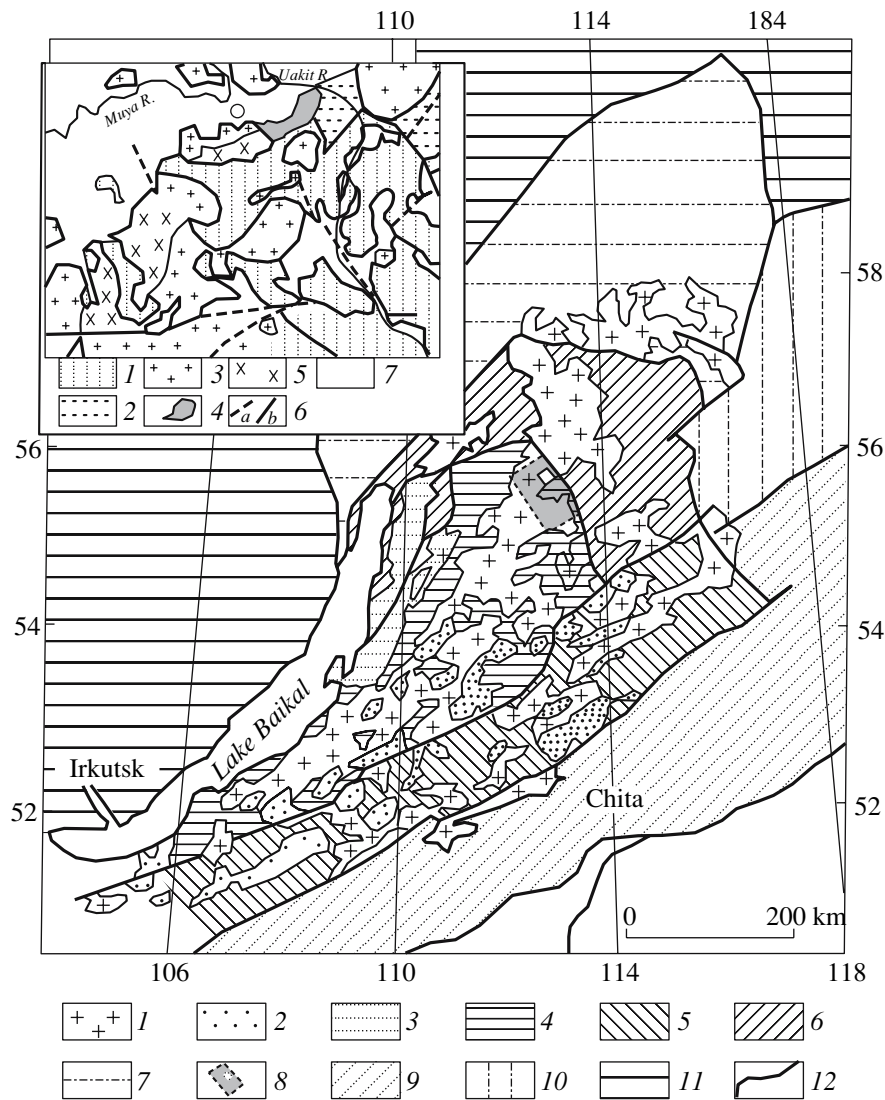 110 114 184
Uakit R.
Muya R.
58
1 3 5 7
2 4 a b 6
56 56
54 54
Lake Baikal
Irkutsk
52 Chita 52
0 200 km
106 110 114 118
1 2 3 4 5 6
7 8 9 10 11 12